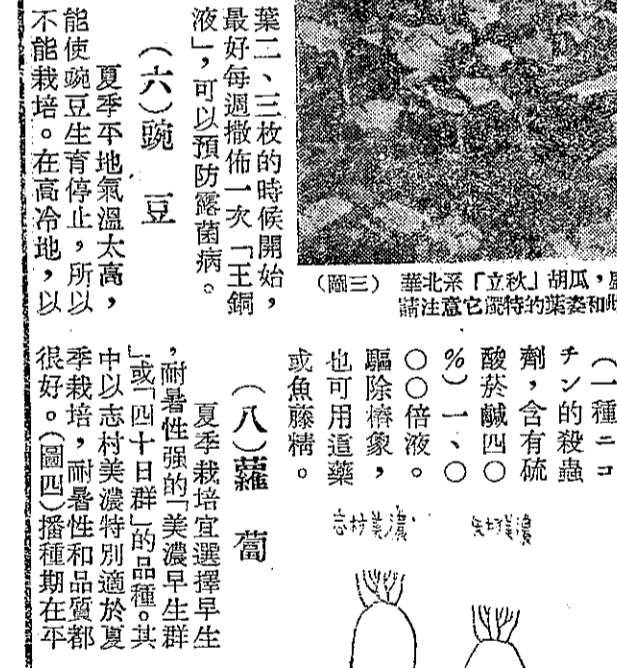 葉二、三枚的時候開始，
最好每週撒佈一次「王銅
液」，可以預防露菌病。
（六）豌　豆
夏季平地氣溫太高，
能使豌豆生育停止，所以
不能栽培。在高冷地，以
（圖三）　華北系「立秋」胡瓜，
請注意它獨特的葉姿和
（一種ニコ
チン的殺蟲
劑，含有硫
酸菸鹹四〇
%）一、〇
〇〇倍液。
驅除椿象，
也可用這藥
或魚藤精。
（八）蘿　蔔
夏季栽培宜選擇早生
，耐暑性强的「美濃早生群
」或「四十日群」的品種。其
中以志村美濃特別適於夏
季栽培，耐暑性和品質都
很好。（圖四）播種期在平
志村美濃
美濃